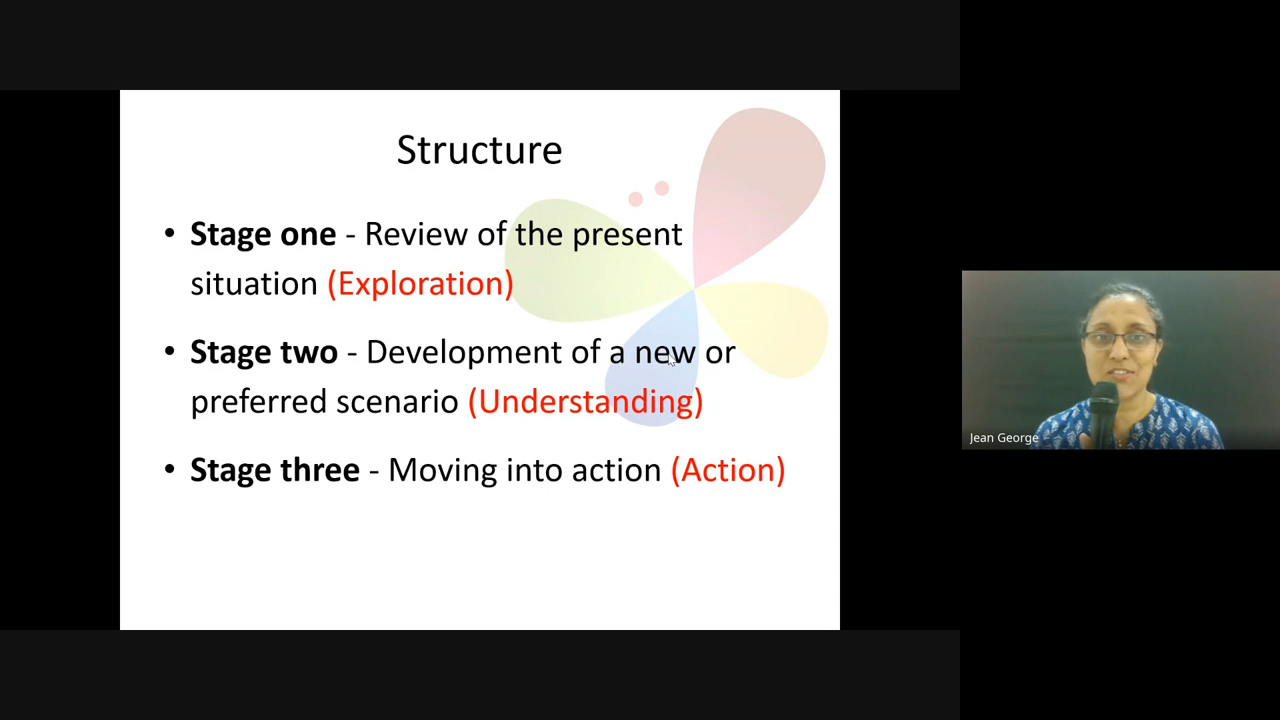 Structure
• Stage one - Review of the present
situation (Exploration)
• Stage two - Development of a new or
preferred scenario (Understanding)
• Stage three - Moving into action (Action)
Jean George